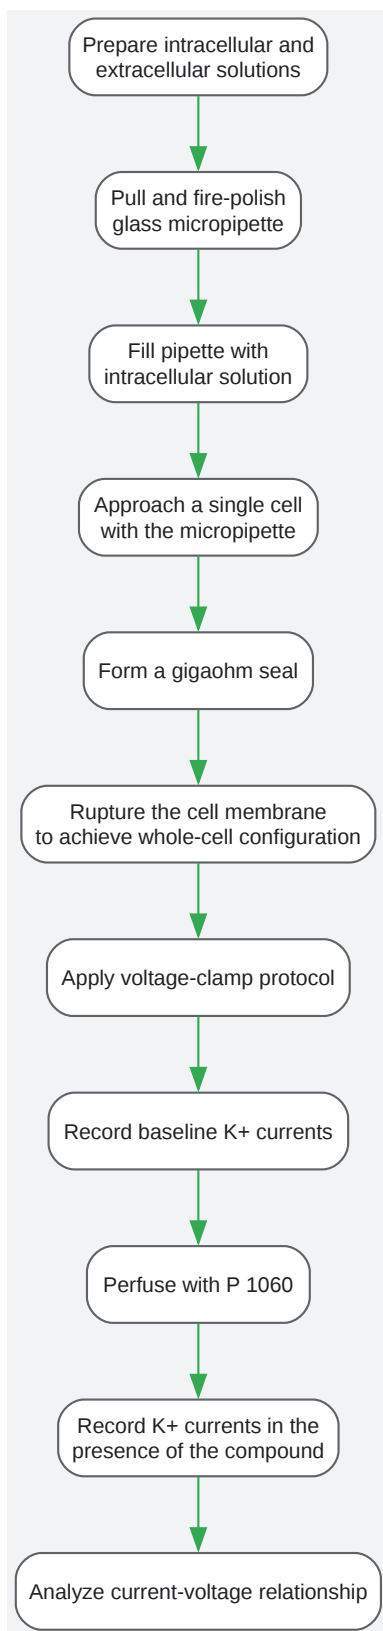 Prepare intracellular and
extracellular solutions
Pull and fire-polish
glass micropipette
Fill pipette with
intracellular solution
Approach a single cell
with the micropipette
Form a gigaohm seal
Rupture the cell membrane
to achieve whole-cell configuration
Apply voltage-clamp protocol
Record baseline K+ currents
Perfuse with P 1060
Record K+ currents in the
presence of the compound
Analyze current-voltage relationship